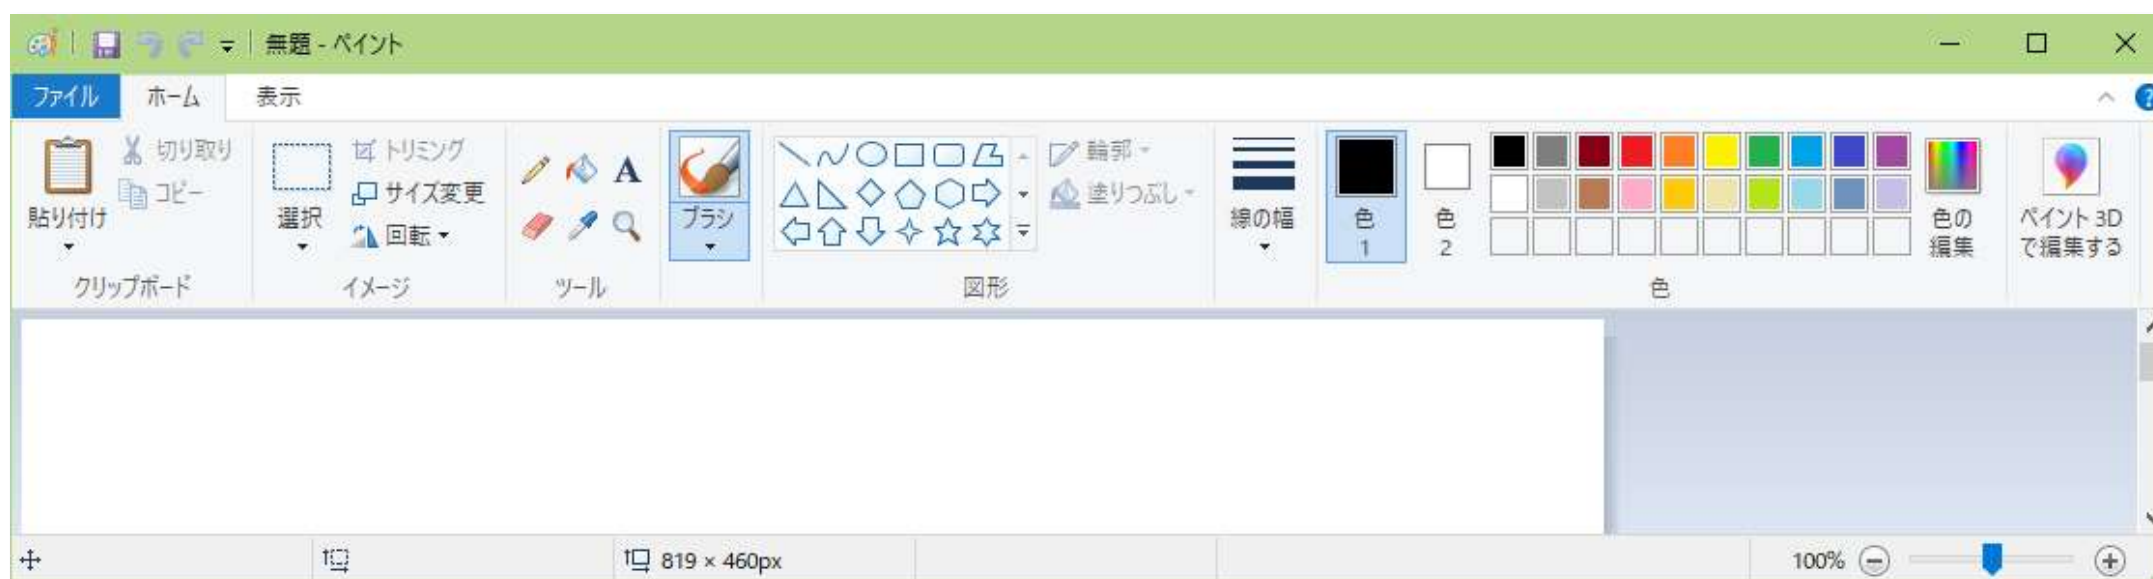 無題 - ペイント
ファイル ホーム 表示
貼り付け
切り取り
コピー
クリップボード
選択
トリミング
サイズ変更
回転
イメージ
A
ツール
ブラシ
輪郭
塗りつぶし
図形
線の幅
色
1
色
2
色の
編集
色
ペイント 3D
で編集する
?
819 × 460px
100%